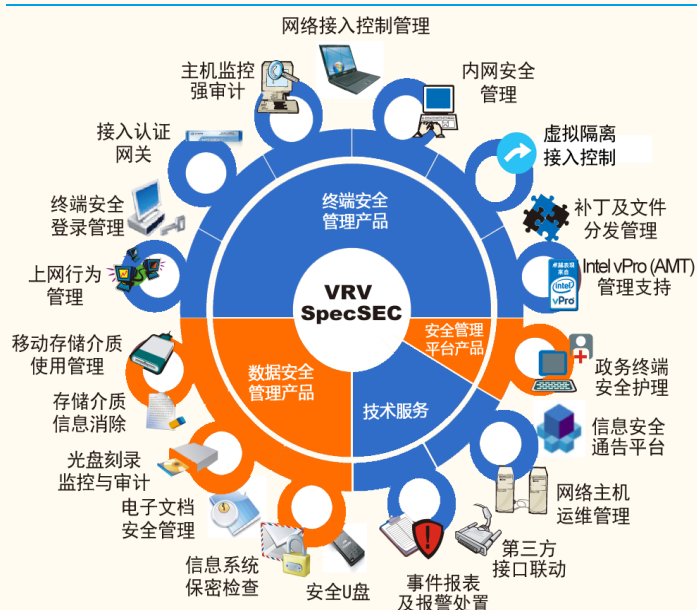 网络接入控制管理
主机监控
强审计
内网安全
管理
接入认证
网关
虚拟隔离
接入控制
终端安全
登录管理
补丁及文件
分发管理
上网行为
管理
Intel vPro (AMT)
管理支持
卓越表现
来自
intel
vPro
终端安全
管理产品
VRV
SpecSEC
安全管理
平台产品
数据安全
管理产品
技术服务
移动存储介质
使用管理
政务终端
安全护理
存储介质
信息消除
信息安全
通告平台
光盘刻录
监控与审计
网络主机
运维管理
电子文档
安全管理
第三方
接口联动
信息系统
保密检查
安全U盘
事件报表
及报警处置